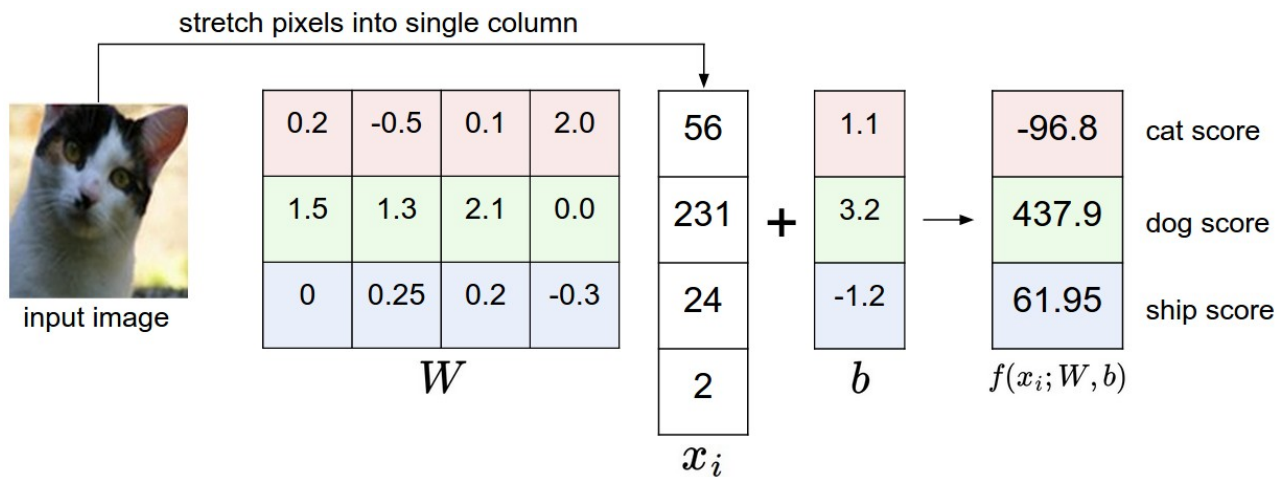 stretch pixels into single column
0.2 -0.5 0.1 2.0 56 1.1 -96.8 cat score
1.5 1.3 2.1 0.0 231 + 3.2 437.9 dog score
0 0.25 0.2 -0.3 24 -1.2 61.95 ship score
input image
W 2 b f(x_i; W, b)
x_i